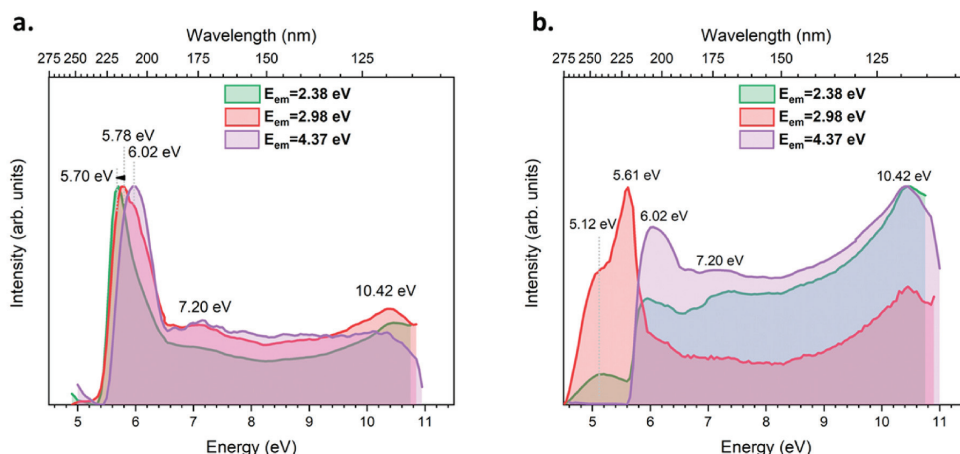 a.
Wavelength (nm)
275 250 225 200 175 150 125
E_em=2.38 eV
E_em=2.98 eV
E_em=4.37 eV
5.78 eV
6.02 eV
5.70 eV
7.20 eV
10.42 eV
Intensity (arb. units)
5 6 7 8 9 10 11
Energy (eV)
b.
Wavelength (nm)
275 250 225 200 175 150 125
E_em=2.38 eV
E_em=2.98 eV
E_em=4.37 eV
5.61 eV
10.42 eV
5.12 eV
6.02 eV
7.20 eV
Intensity (arb. units)
5 6 7 8 9 10 11
Energy (eV)